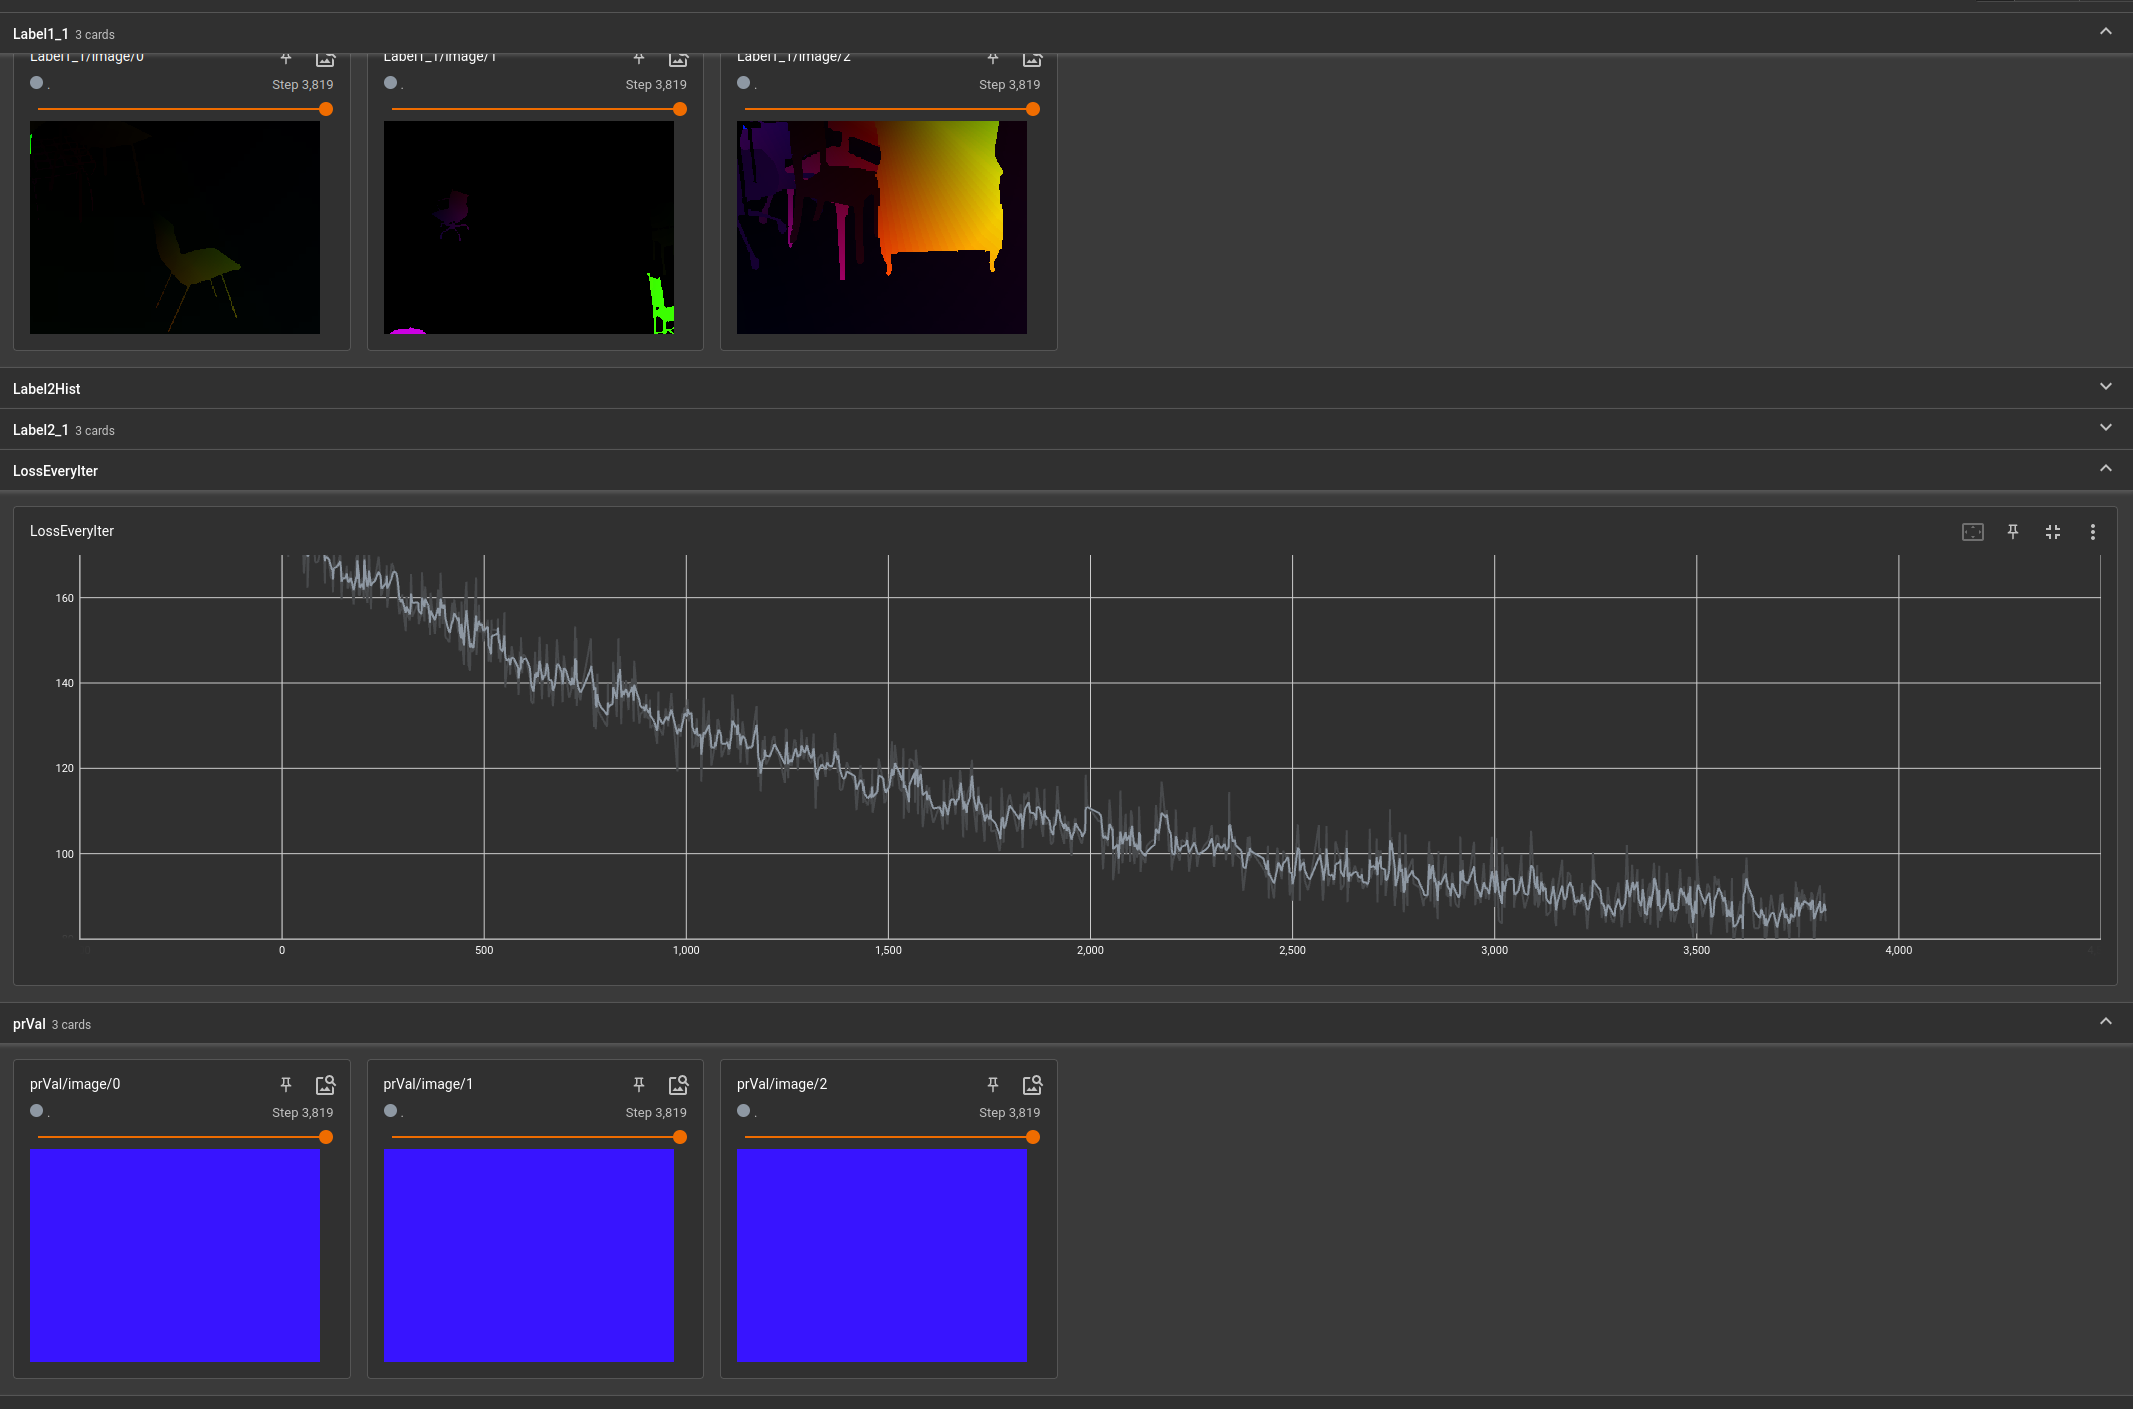 Label1_1 3 cards
Label1_1/image/0
Label1_1/image/1
Label1_1/image/2
. Step 3,819
. Step 3,819
. Step 3,819
Label2Hist
Label2_1 3 cards
LossEveryIter
LossEveryIter
160
140
120
100
0 500 1,000 1,500 2,000 2,500 3,000 3,500 4,000
prVal 3 cards
prVal/image/0
prVal/image/1
prVal/image/2
. Step 3,819
. Step 3,819
. Step 3,819